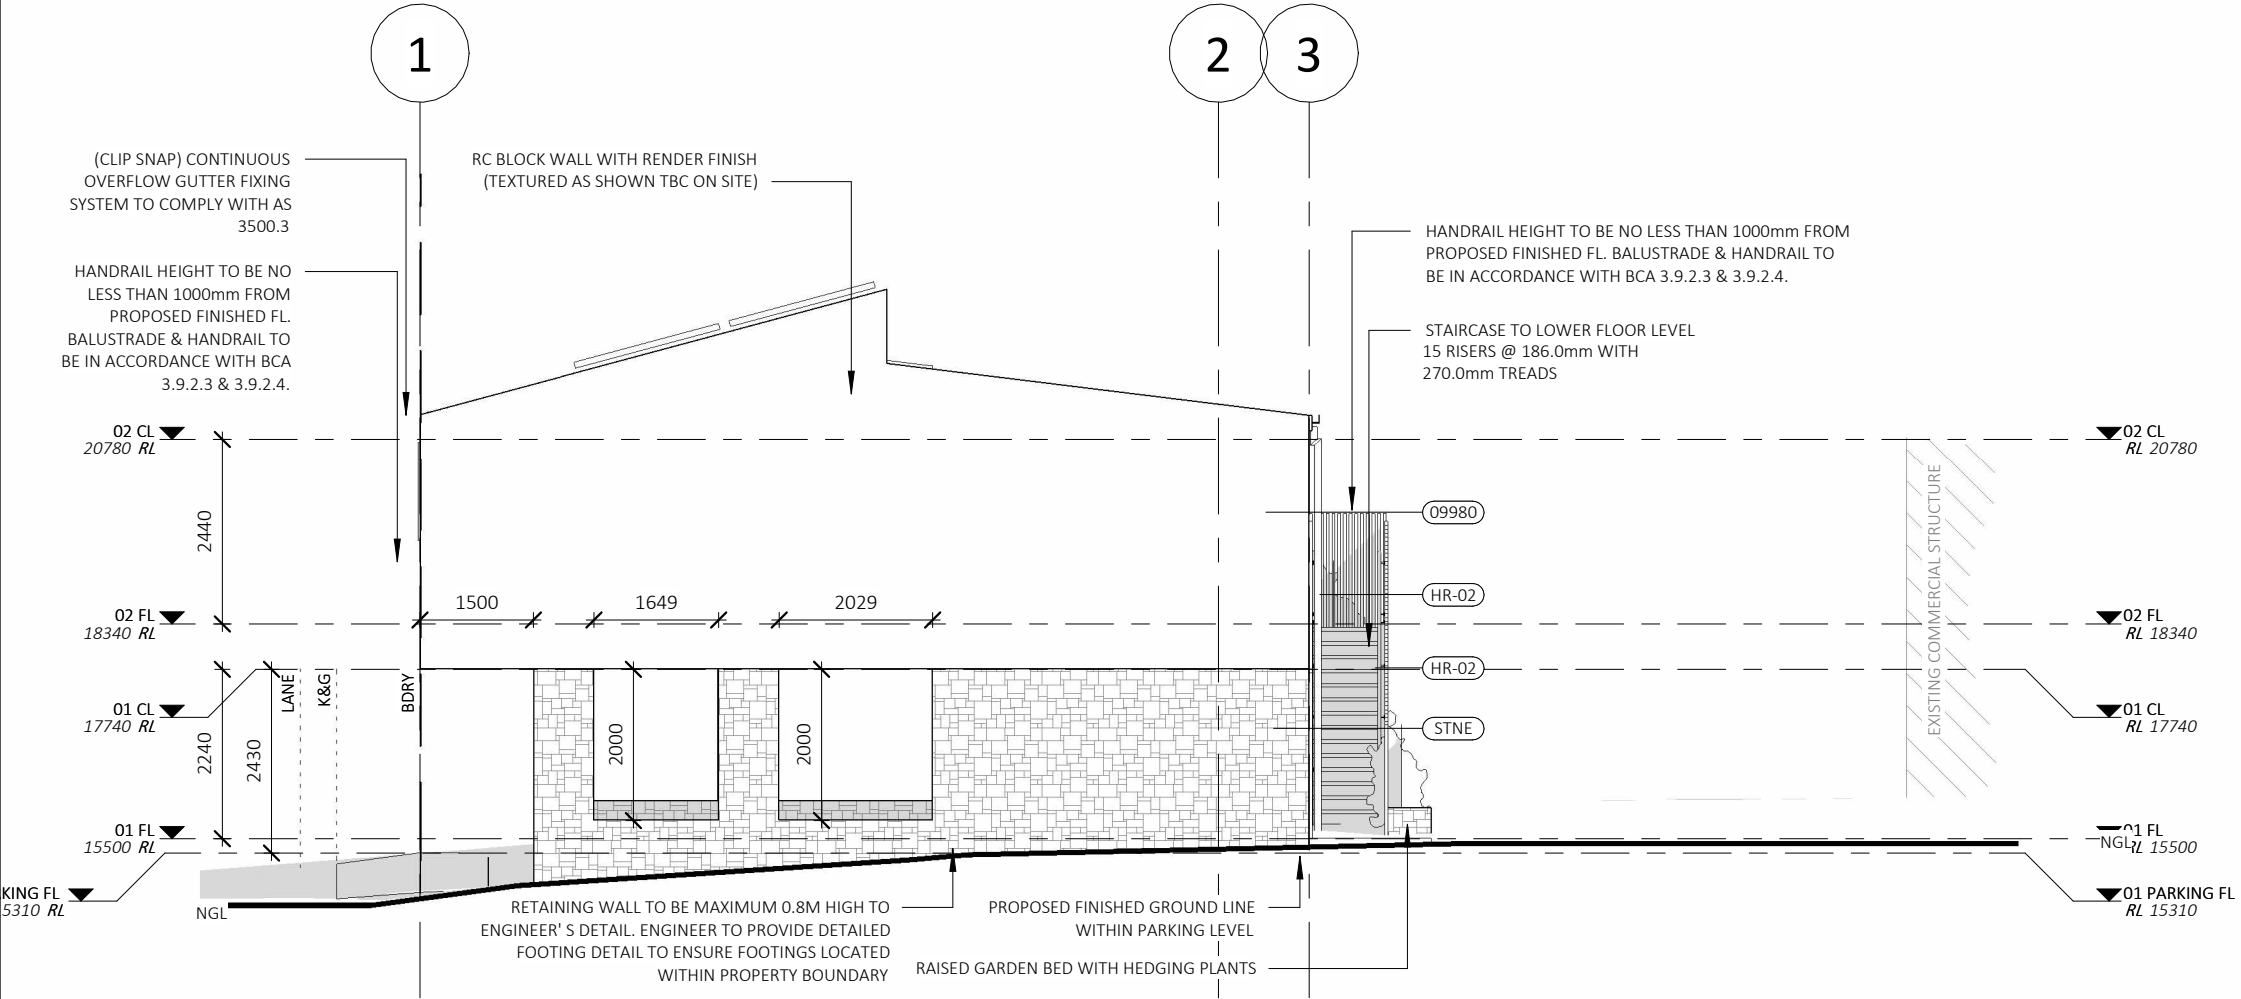 1
2
3
(CLIP SNAP) CONTINUOUS
OVERFLOW GUTTER FIXING
SYSTEM TO COMPLY WITH AS
3500.3
HANDRAIL HEIGHT TO BE NO
LESS THAN 1000mm FROM
PROPOSED FINISHED FL.
BALUSTRADE & HANDRAIL TO
BE IN ACCORDANCE WITH BCA
3.9.2.3 & 3.9.2.4.
RC BLOCK WALL WITH RENDER FINISH
(TEXTURED AS SHOWN TBC ON SITE)
HANDRAIL HEIGHT TO BE NO LESS THAN 1000mm FROM
PROPOSED FINISHED FL. BALUSTRADE & HANDRAIL TO
BE IN ACCORDANCE WITH BCA 3.9.2.3 & 3.9.2.4.
STAIRCASE TO LOWER FLOOR LEVEL
15 RISERS @ 186.0mm WITH
270.0mm TREADS
02 CL
20780 RL
02 CL
RL 20780
2440
09980
EXISTING COMMERCIAL STRUCTURE
HR-02
02 FL
18340 RL
1500
1649
2029
02 FL
RL 18340
HR-02
LANE
K&G
BDRY
01 CL
17740 RL
2240
2430
2000
2000
STNE
01 CL
RL 17740
01 FL
15500 RL
01 FL
RL 15500
NGL
KING FL
5310 RL
NGL
01 PARKING FL
RL 15310
RETAINING WALL TO BE MAXIMUM 0.8M HIGH TO
ENGINEER' S DETAIL. ENGINEER TO PROVIDE DETAILED
FOOTING DETAIL TO ENSURE FOOTINGS LOCATED
WITHIN PROPERTY BOUNDARY
PROPOSED FINISHED GROUND LINE
WITHIN PARKING LEVEL
RAISED GARDEN BED WITH HEDGING PLANTS